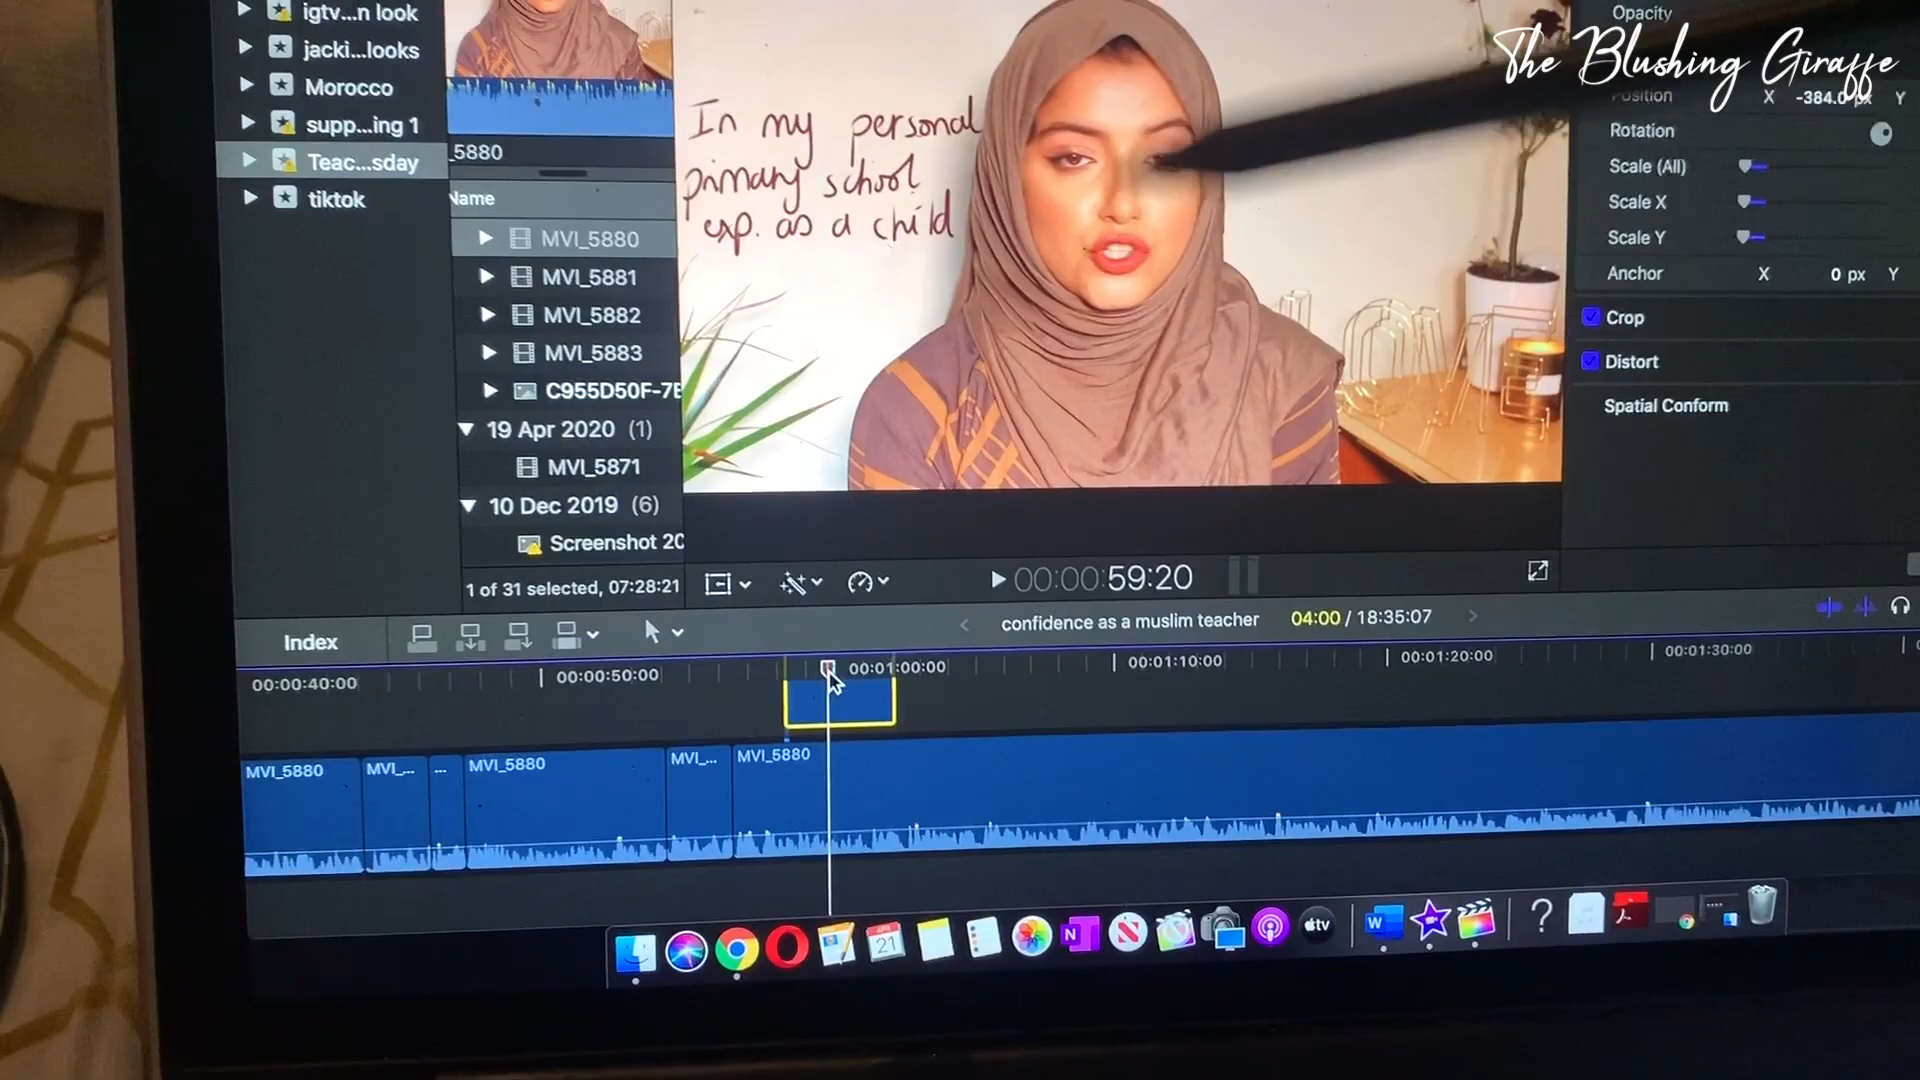 The Blushing Giraffe
igtv...n look
jacki...looks
Morocco
supp...ing 1
Teac...sday
tiktok
_5880
Name
MVI_5880
MVI_5881
MVI_5882
MVI_5883
C955D50F-7E
19 Apr 2020 (1)
MVI_5871
10 Dec 2019 (6)
Screenshot 20
1 of 31 selected, 07:28:21
In my personal
primary school
exp. as a child
Opacity
Position X -384.0 px Y
Rotation
Scale (All)
Scale X
Scale Y
Anchor X 0 px Y
Crop
Distort
Spatial Conform
00:00:59:20
Index
confidence as a muslim teacher 04:00 / 18:35:07
00:00:40:00 00:00:50:00 00:01:00:00 00:01:10:00 00:01:20:00 00:01:30:00
MVI_5880 MVI_... ... MVI_5880 MVI_... MVI_5880
21 N tv W ?